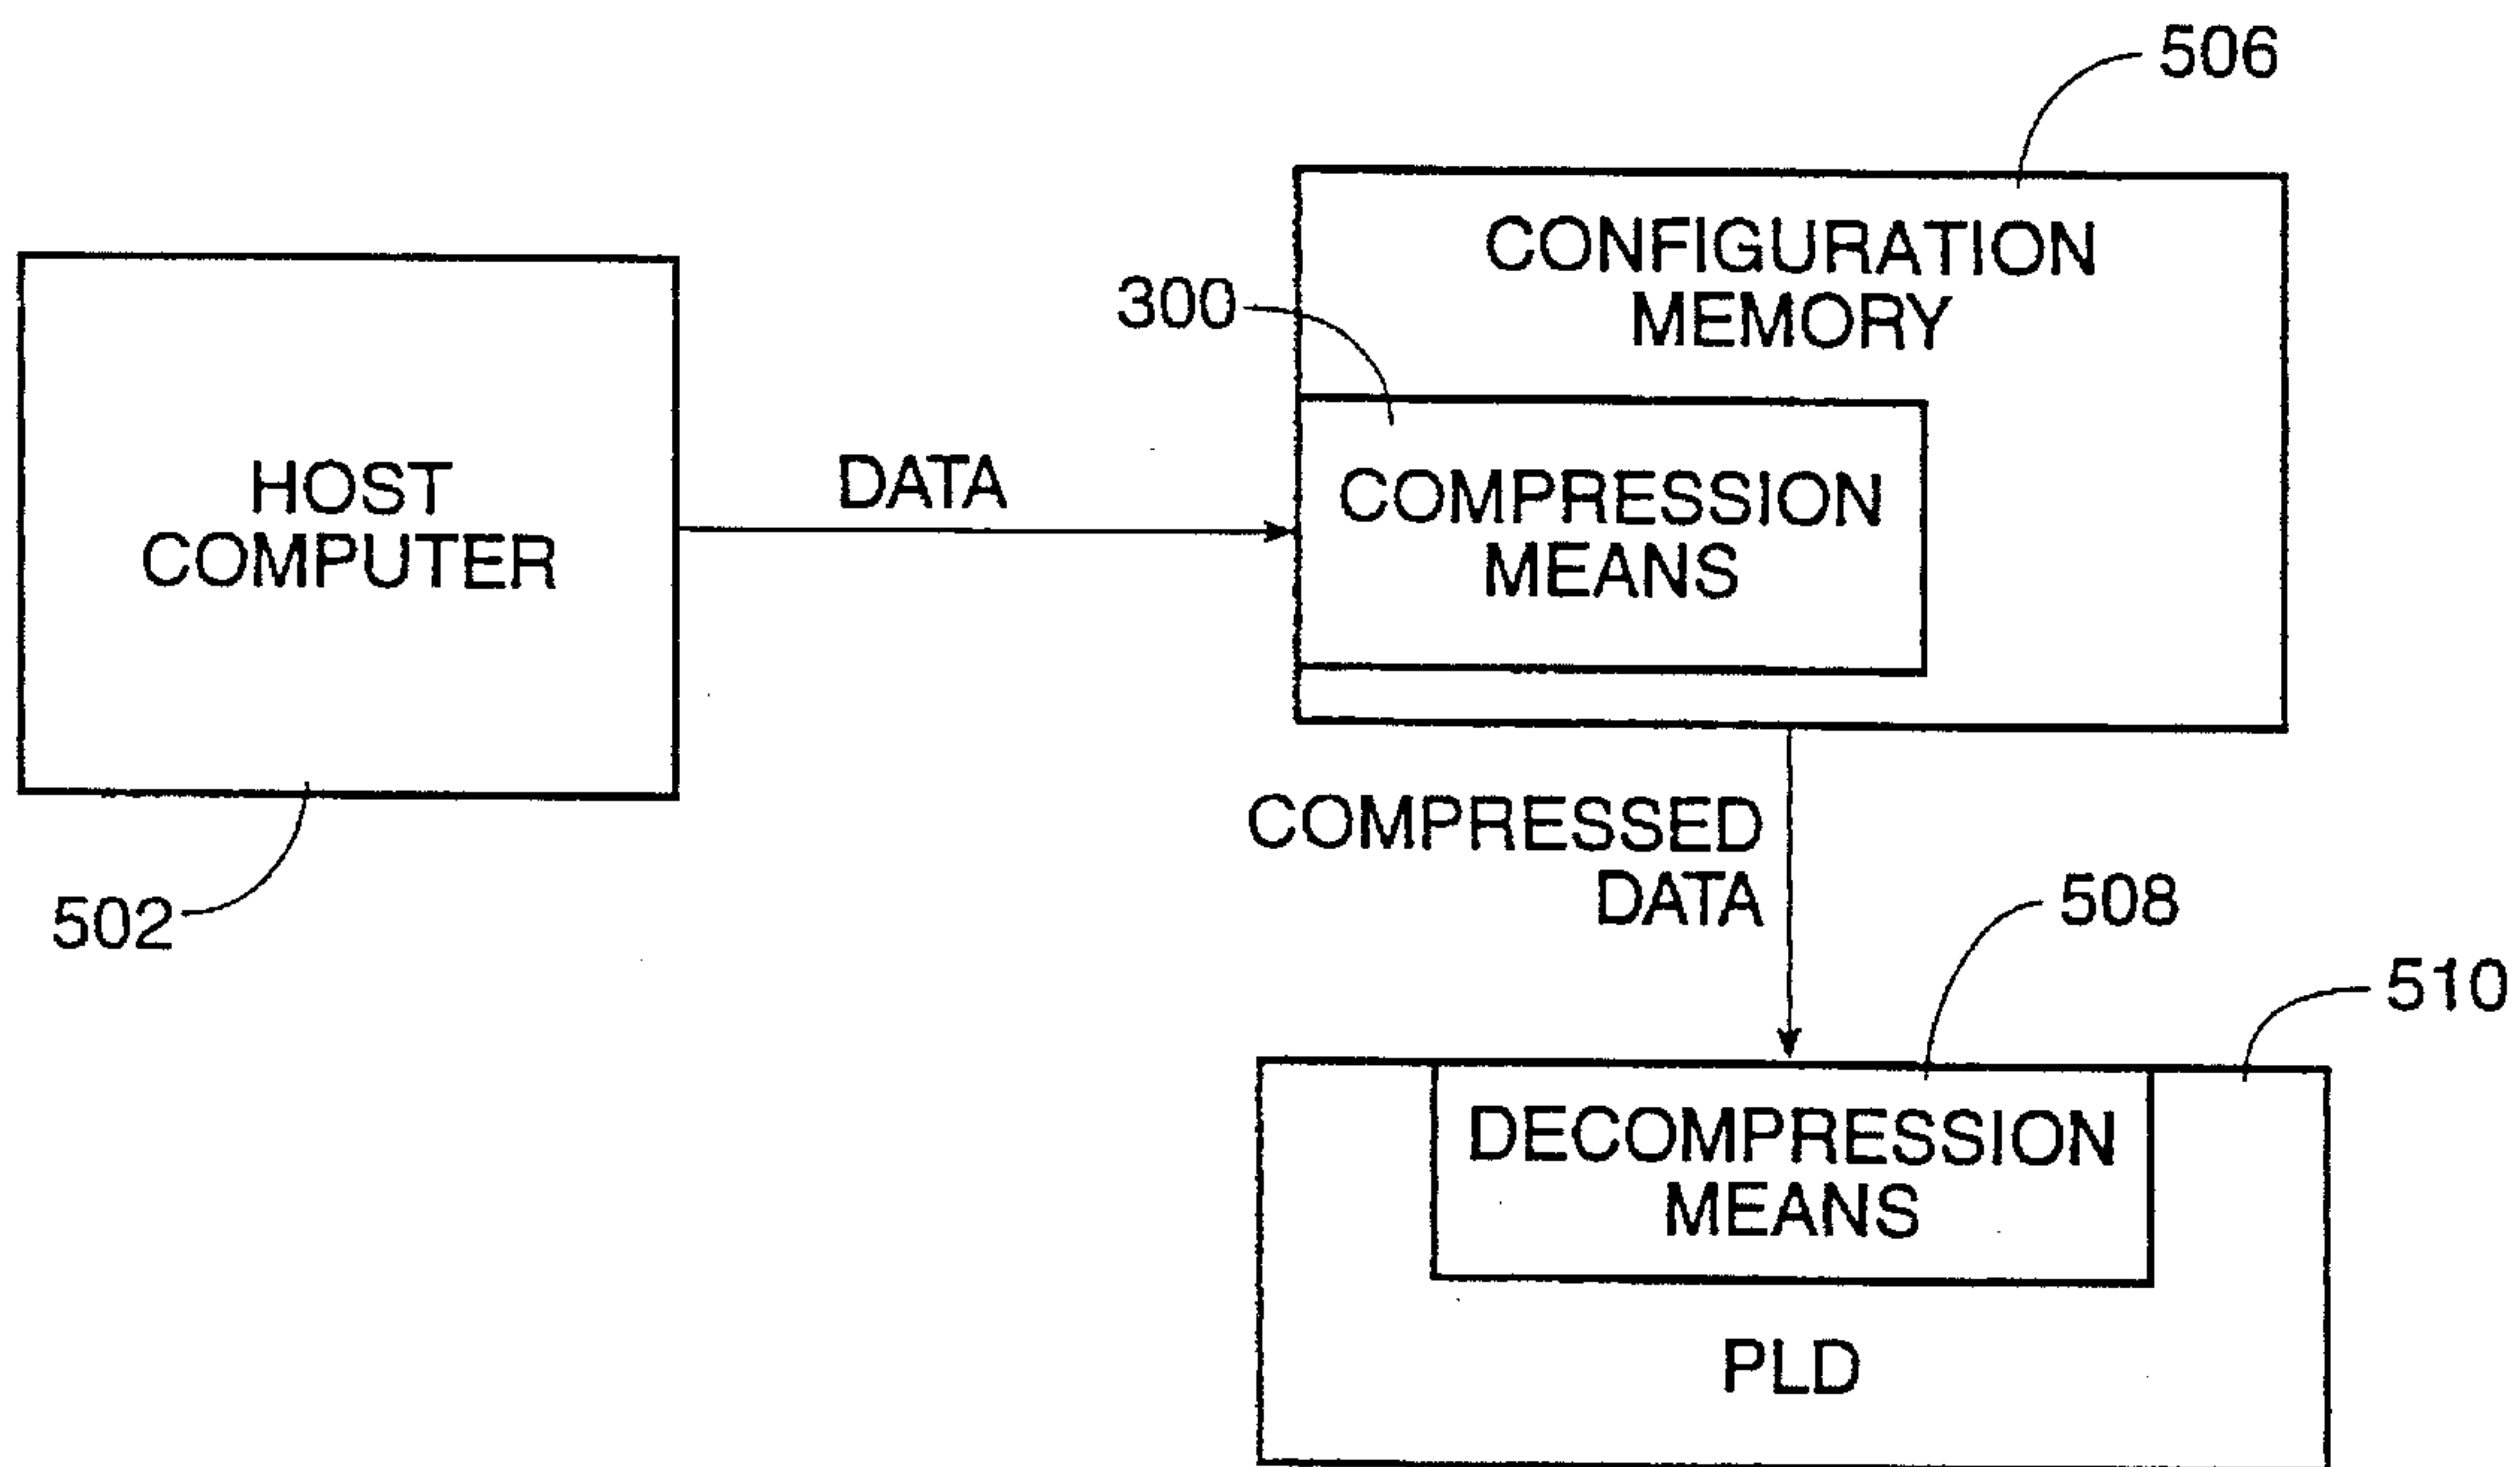 506
CONFIGURATION
MEMORY
300
COMPRESSION
MEANS
HOST
COMPUTER
DATA
502
COMPRESSED
DATA
508
510
DECOMPRESSION
MEANS
PLD